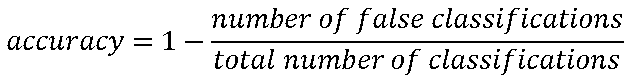 accuracy = 1 - number of false classifications / total number of classifications